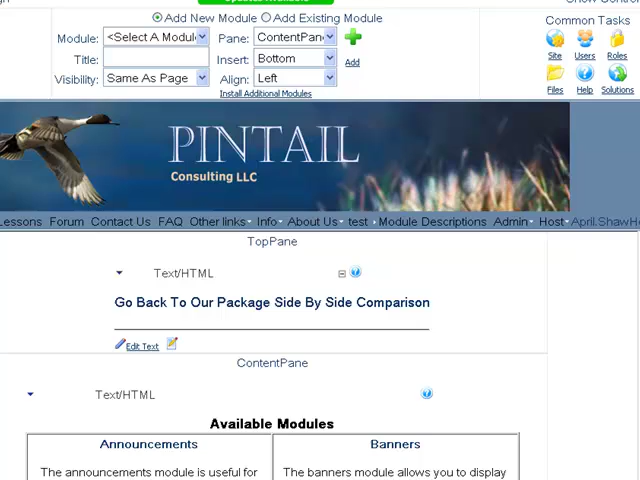 Add New Module Add Existing Module
Module: <Select A Modul Pane: ContentPan
Title: Insert: Bottom Add
Visibility: Same As Page Align: Left
Install Additional Modules
Common Tasks
Site Users Roles
Files Help Solutions
PINTAIL
Consulting LLC
Lessons Forum Contact Us FAQ Other links Info About Us test Module Descriptions Admin Host April.ShawH
TopPane
Text/HTML
Go Back To Our Package Side By Side Comparison
Edit Text
ContentPane
Text/HTML
Available Modules
Announcements Banners
The announcements module is useful for The banners module allows you to display